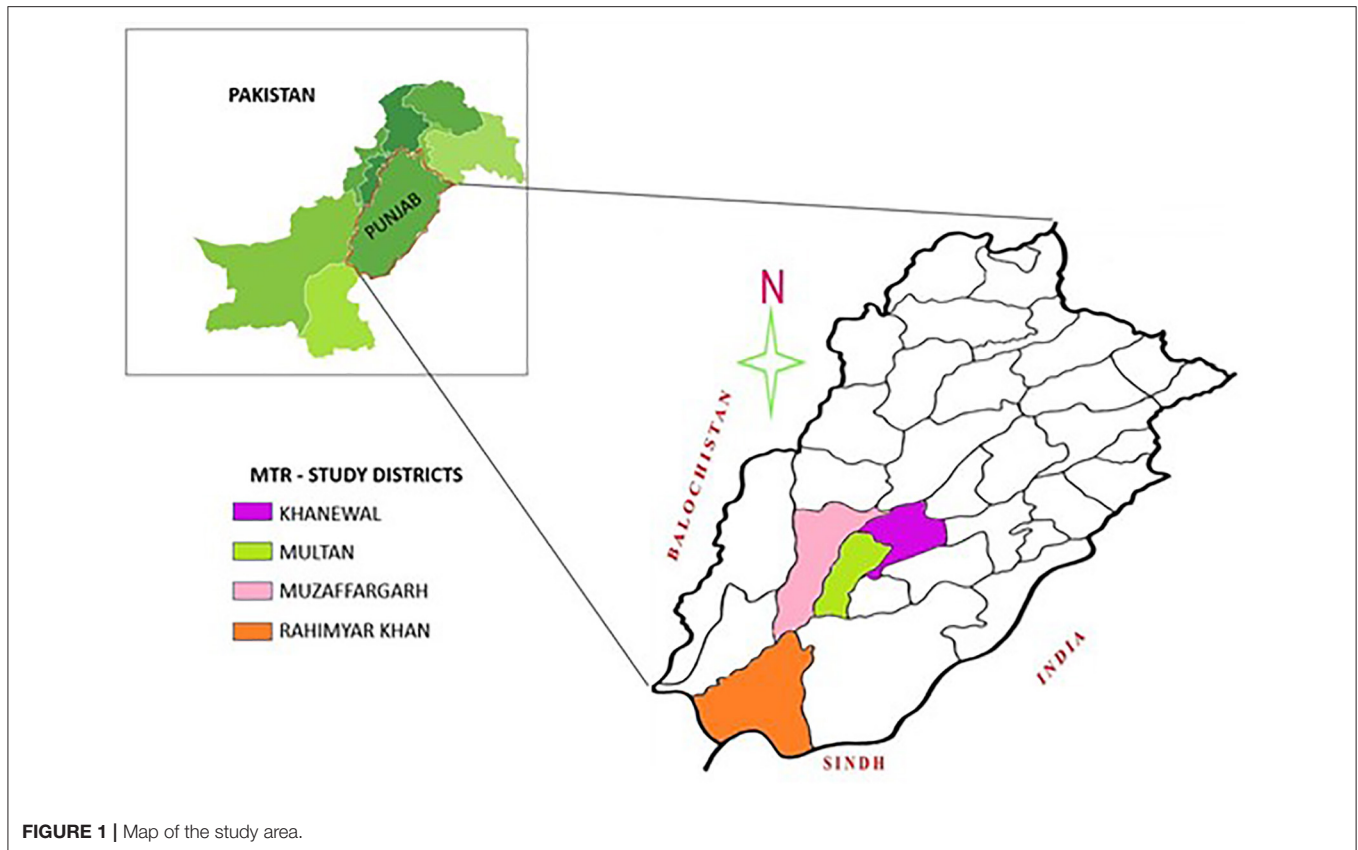 PAKISTAN
PUNJAB
N
BALOCHISTAN
MTR - STUDY DISTRICTS
KHANEWAL
MULTAN
MUZAFFARGARH
RAHIMYAR KHAN
INDIA
SINDH
FIGURE 1 | Map of the study area.